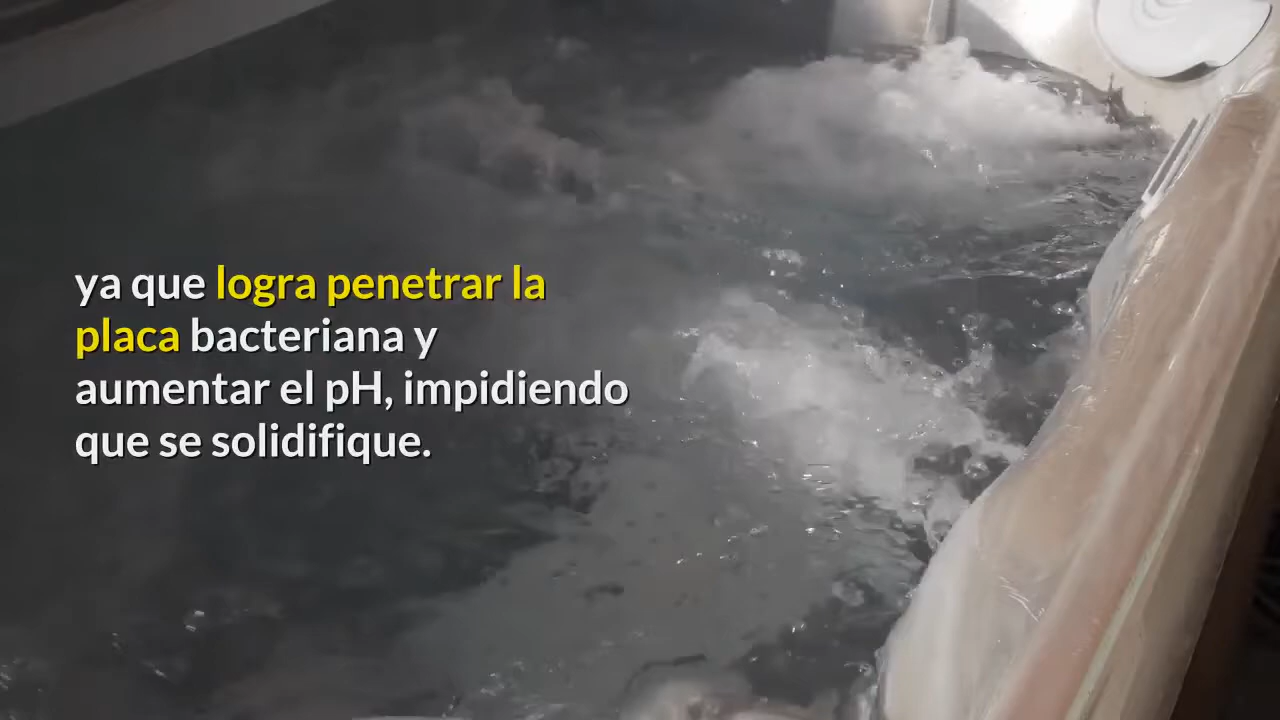 ya que logra penetrar la
placa bacteriana y
aumentar el pH, impidiendo
que se solidifique.